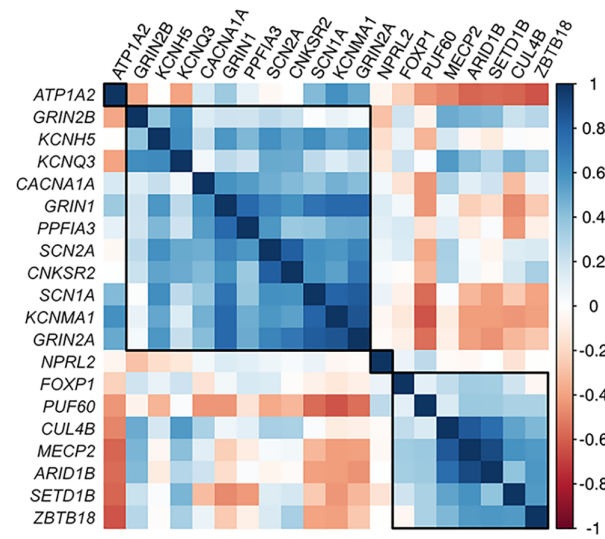 ATP1A2
GRIN2B
KCNH5
KCNQ3
CACNA1A
GRIN1
PPFIA3
SCN2A
CNKSR2
SCN1A
KCNMA1
GRIN2A
NPRL2
FOXP1
PUF60
MECP2
ARID1B
SETD1B
CUL4B
ZBTB18
ATP1A2
GRIN2B
KCNH5
KCNQ3
CACNA1A
GRIN1
PPFIA3
SCN2A
CNKSR2
SCN1A
KCNMA1
GRIN2A
NPRL2
FOXP1
PUF60
CUL4B
MECP2
ARID1B
SETD1B
ZBTB18
1
0.8
0.6
0.4
0.2
0
-0.2
-0.4
-0.6
-0.8
-1